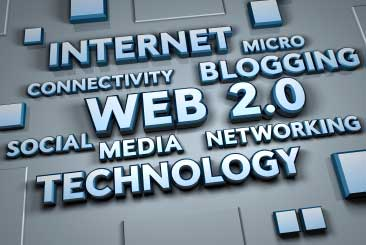 INTERNET
MICRO
CONNECTIVITY
BLOGGING
WEB 2.0
SOCIAL MEDIA NETWORKING
TECHNOLOGY